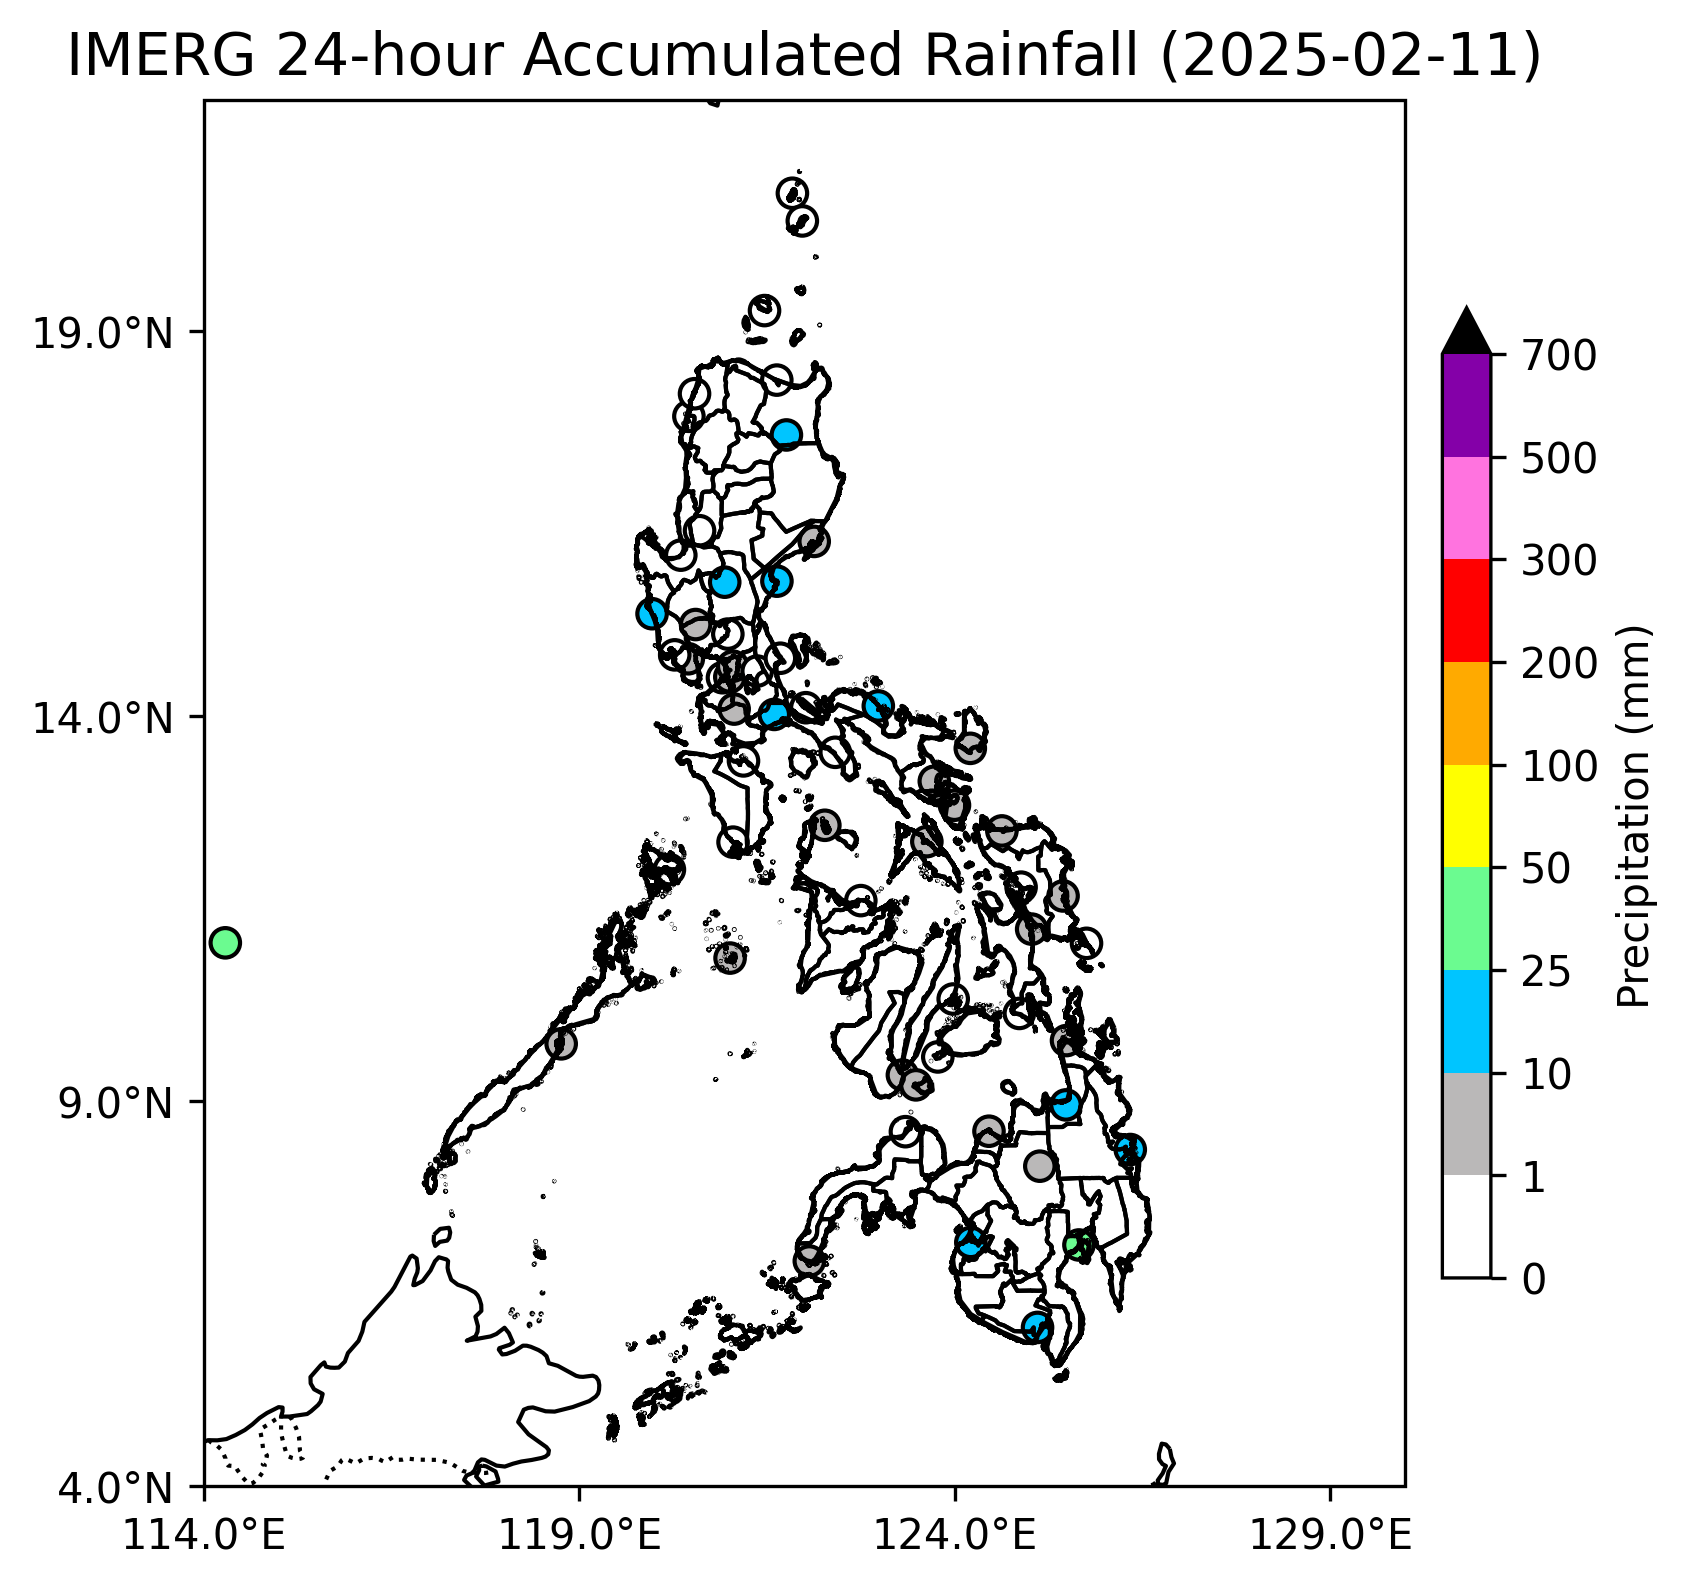 IMERG 24-hour Accumulated Rainfall (2025-02-11)
19.0°N
14.0°N
9.0°N
4.0°N
114.0°E
119.0°E
124.0°E
129.0°E
700
500
300
200
100
50
25
10
1
0
Precipitation (mm)